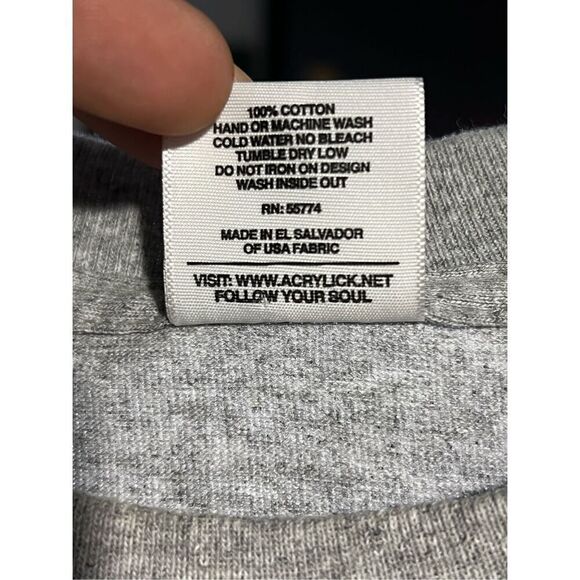 100% COTTON
HAND OR MACHINE WASH
COLD WATER NO BLEACH
TUMBLE DRY LOW
DO NOT IRON ON DESIGN
WASH INSIDE OUT
RN: 55774
MADE IN EL SALVADOR
OF USA FABRIC
VISIT: WWW.ACRYLICK.NET
FOLLOW YOUR SOUL